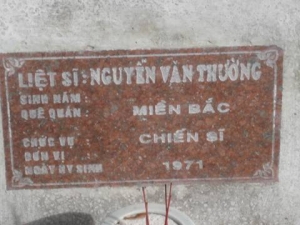 LIỆT SĨ: NGUYỄN VĂN THƯỜNG
SINH NĂM :
QUÊ QUÁN : MIỀN BẮC
CHỨC VỤ : CHIẾN SĨ
ĐƠN VỊ :
NGÀY HY SINH 1971